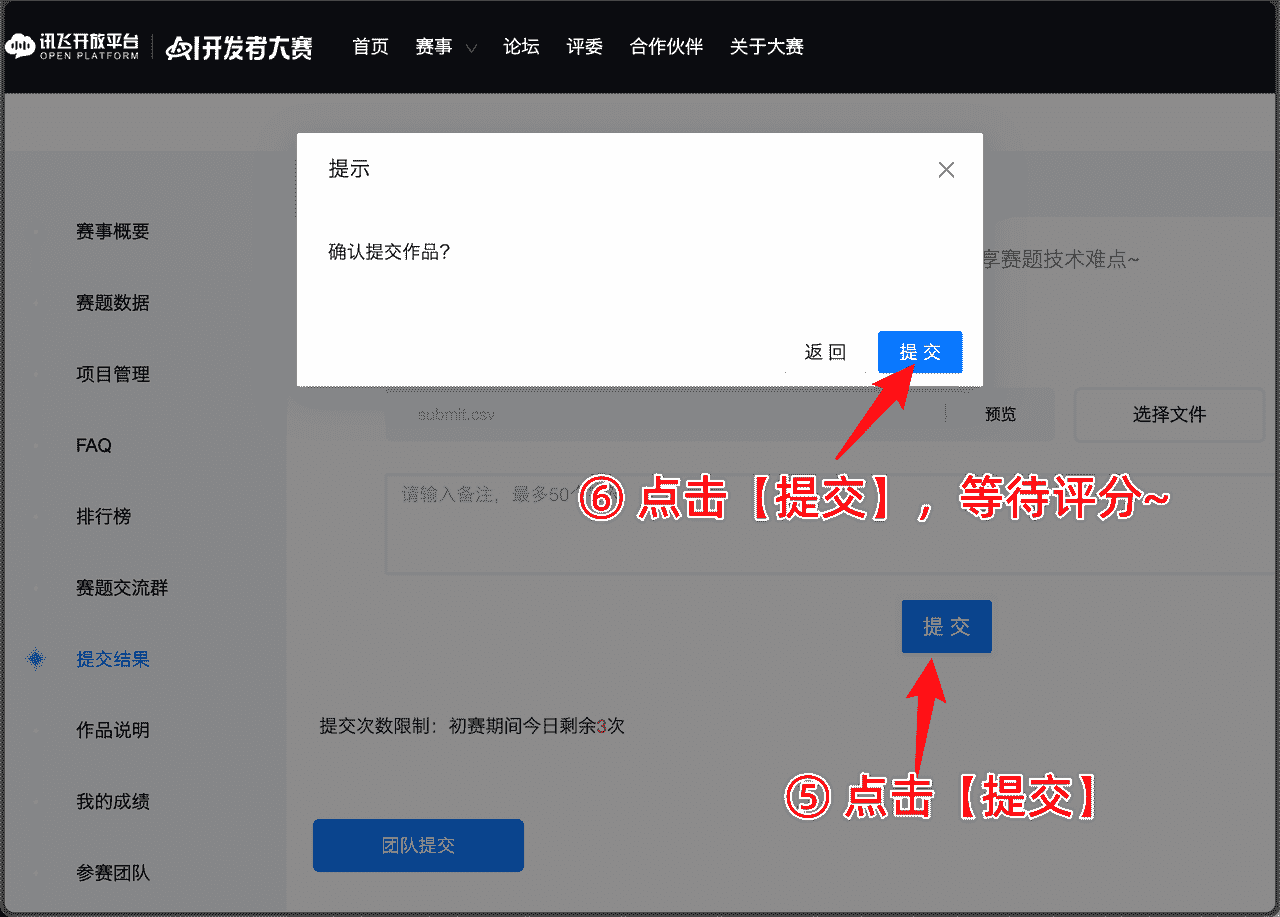 讯飞开放平台
OPEN PLATFORM
AI开发者大赛
首页 赛事 论坛 评委 合作伙伴 关于大赛
提示
确认提交作品?
返 回 提 交
享赛题技术难点~
赛事概要
赛题数据
项目管理
FAQ
排行榜
赛题交流群
提交结果
作品说明
我的成绩
参赛团队
submit.csv 预览 选择文件
请输入备注，最多50个
⑥ 点击【提交】，等待评分~
提 交
⑤ 点击【提交】
提交次数限制：初赛期间今日剩余3次
团队提交